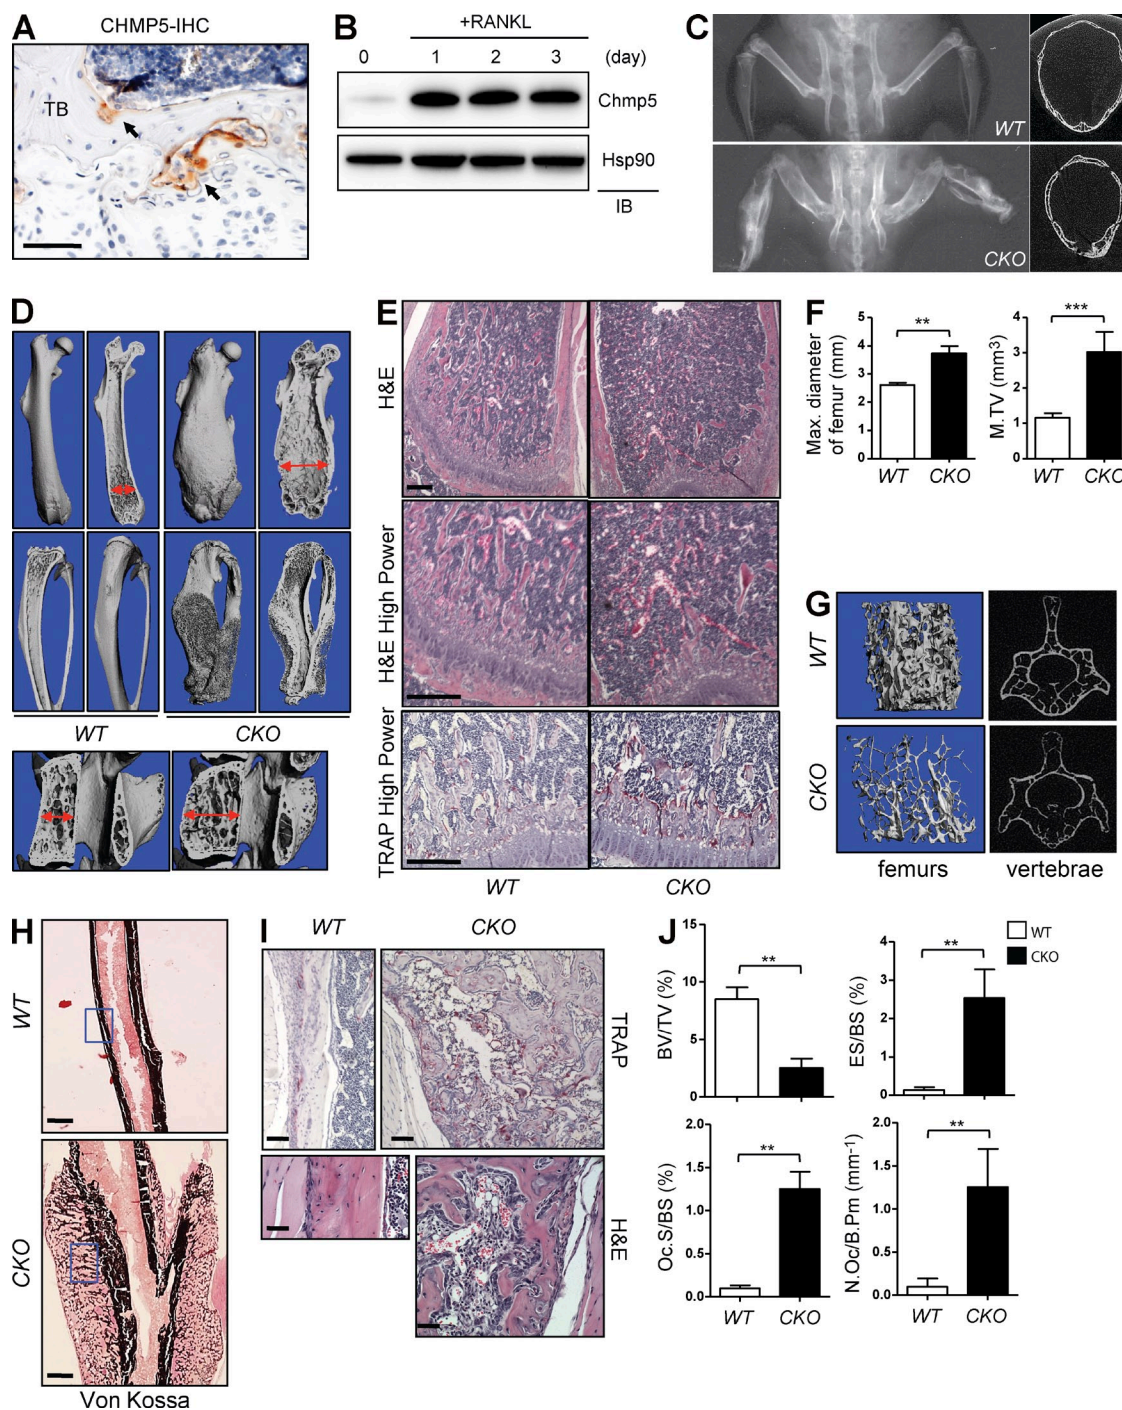 A
CHMP5-IHC
TB
B
+RANKL
0 1 2 3 (day)
Chmp5
Hsp90
IB
C
WT
CKO
D
WT
CKO
E
H&E
H&E High Power
TRAP High Power
WT
CKO
F
Max. diameter
of femur (mm)
5
4
3
2
1
0
**
WT CKO
M.TV (mm³)
4
3
2
1
0
***
WT CKO
G
WT
CKO
femurs
vertebrae
H
WT
CKO
Von Kossa
I
WT
CKO
TRAP
H&E
J
WT
CKO
BV/TV (%)
15
10
5
0
**
ES/BS (%)
4
3
2
1
0
**
Oc.S/BS (%)
2.0
1.5
1.0
0.5
0.0
**
WT CKO
N.Oc/B.Pm (mm⁻¹)
2.0
1.5
1.0
0.5
0.0
**
WT CKO